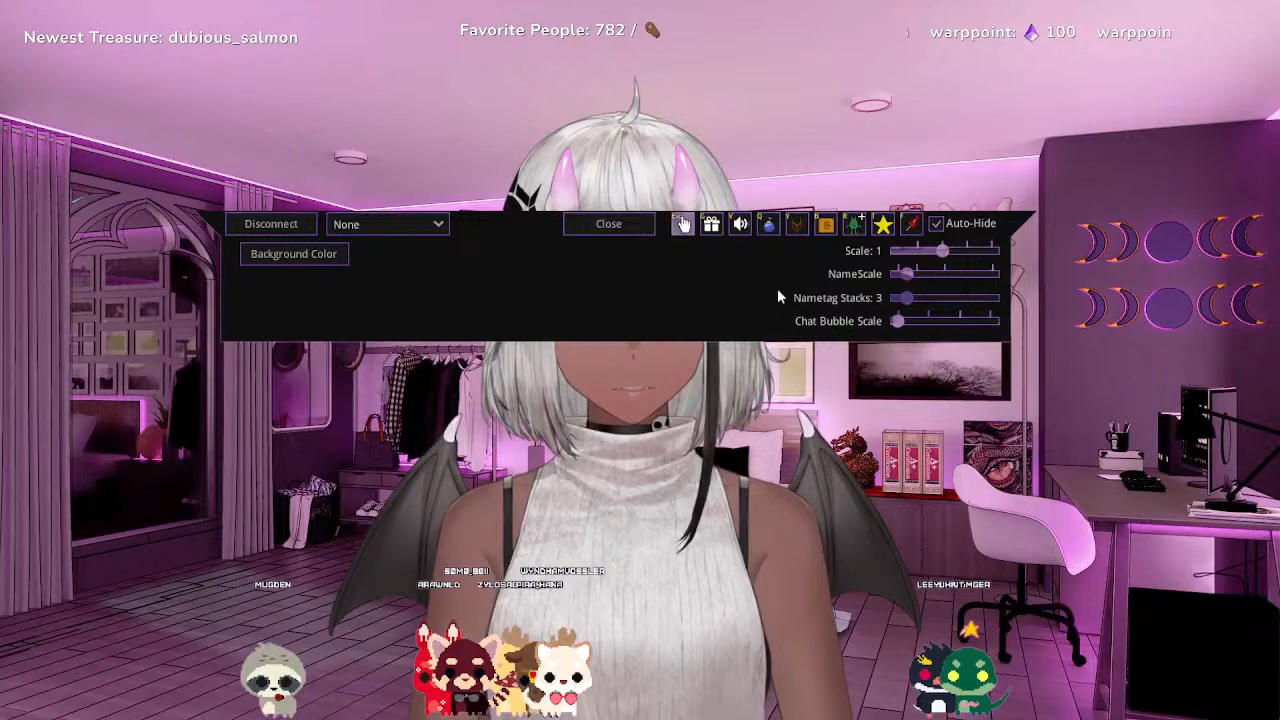 Newest Treasure: dubious_salmon
Favorite People: 782 /
warppoint: 100 warppoin
Disconnect
None
Close
Auto-Hide
Background Color
Scale: 1
NameScale
Nametag Stacks: 3
Chat Bubble Scale
MUGDEN